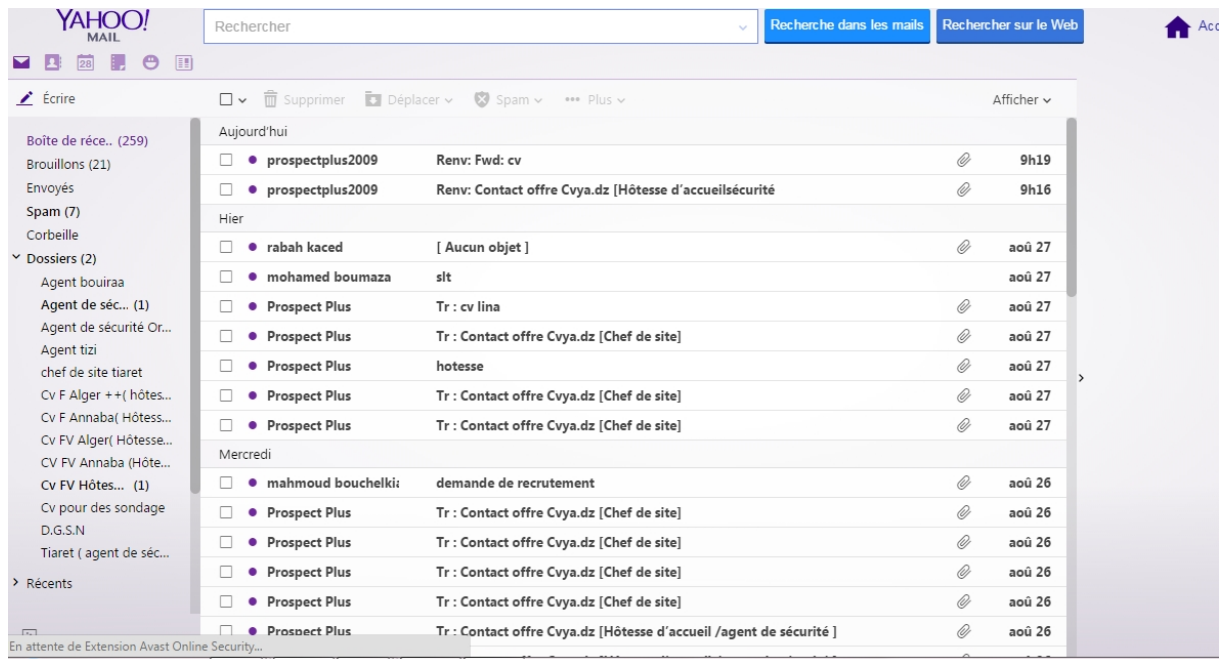 YAHOO!
MAIL
Rechercher
Recherche dans les mails
Rechercher sur le Web
28
Écrire
Supprimer
Déplacer
Spam
Plus
Afficher
Boîte de réce.. (259)
Brouillons (21)
Envoyés
Spam (7)
Corbeille
Dossiers (2)
Agent bouiraa
Agent de séc... (1)
Agent de sécurité Or...
Agent tizi
chef de site tiaret
Cv F Alger ++( hôtes...
Cv F Annaba( Hôtess...
Cv FV Alger( Hôtesse...
CV FV Annaba (Hôte...
Cv FV Hôtes... (1)
Cv pour des sondage
D.G.S.N
Tiaret ( agent de séc...
Récents
Aujourd'hui
prospectplus2009 Renv: Fwd: cv 9h19
prospectplus2009 Renv: Contact offre Cvya.dz [Hôtesse d'accueilsécurité 9h16
Hier
rabah kaced [ Aucun objet ] aoû 27
mohamed boumaza slt aoû 27
Prospect Plus Tr : cv lina aoû 27
Prospect Plus Tr : Contact offre Cvya.dz [Chef de site] aoû 27
Prospect Plus hotesse aoû 27
Prospect Plus Tr : Contact offre Cvya.dz [Chef de site] aoû 27
Prospect Plus Tr : Contact offre Cvya.dz [Chef de site] aoû 27
Mercredi
mahmoud bouchelkia demande de recrutement aoû 26
Prospect Plus Tr : Contact offre Cvya.dz [Chef de site] aoû 26
Prospect Plus Tr : Contact offre Cvya.dz [Chef de site] aoû 26
Prospect Plus Tr : Contact offre Cvya.dz [Chef de site] aoû 26
Prospect Plus Tr : Contact offre Cvya.dz [Chef de site] aoû 26
Prospect Plus Tr : Contact offre Cvya.dz [Hôtesse d'accueil /agent de sécurité ] aoû 26
En attente de Extension Avast Online Security...